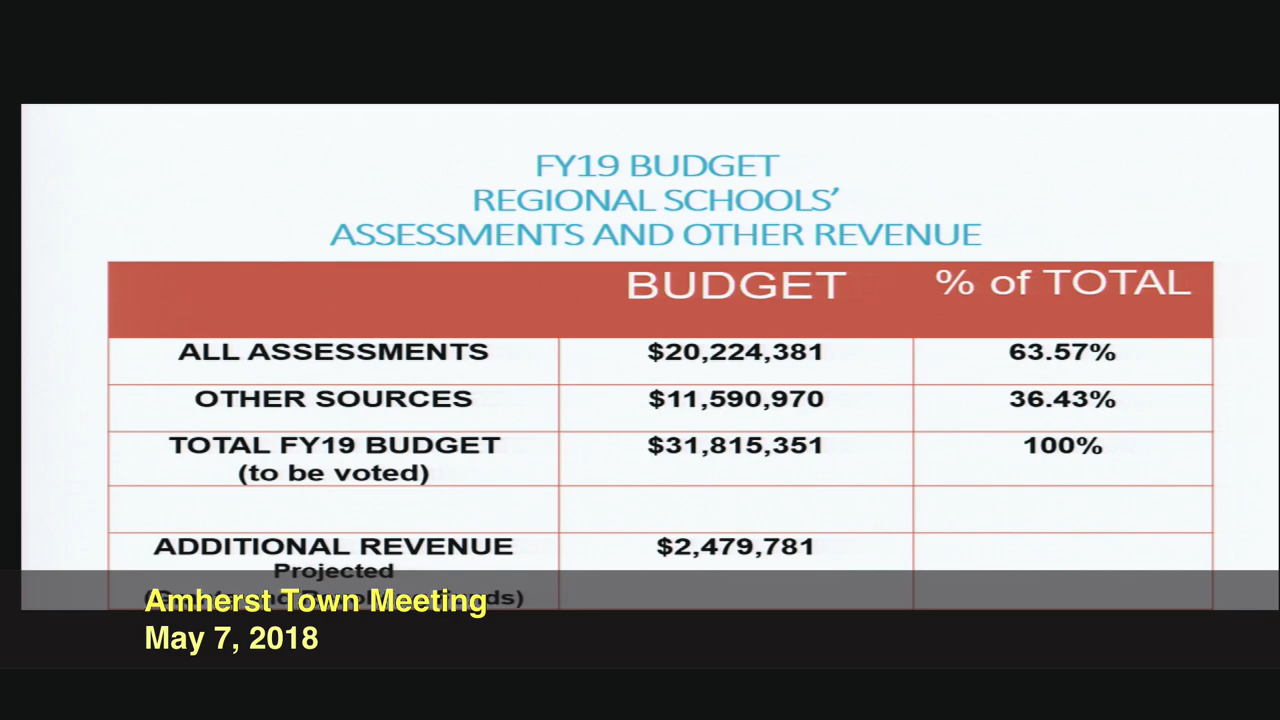 FY19 BUDGET
REGIONAL SCHOOLS’
ASSESSMENTS AND OTHER REVENUE
BUDGET % of TOTAL
ALL ASSESSMENTS $20,224,381 63.57%
OTHER SOURCES $11,590,970 36.43%
TOTAL FY19 BUDGET $31,815,351 100%
(to be voted)
ADDITIONAL REVENUE $2,479,781
Projected
Amherst Town Meeting
May 7, 2018